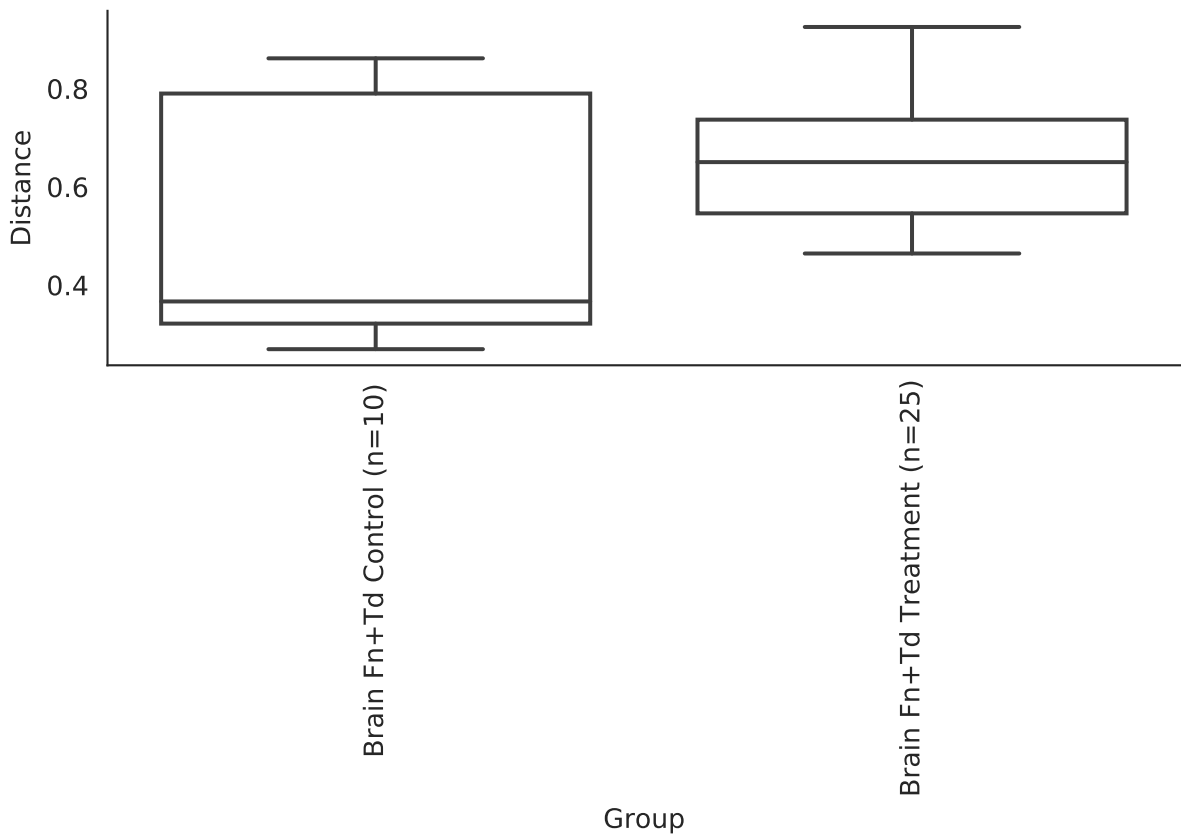 Distance
0.8
0.6
0.4
Brain Fn+Td Control (n=10)
Brain Fn+Td Treatment (n=25)
Group